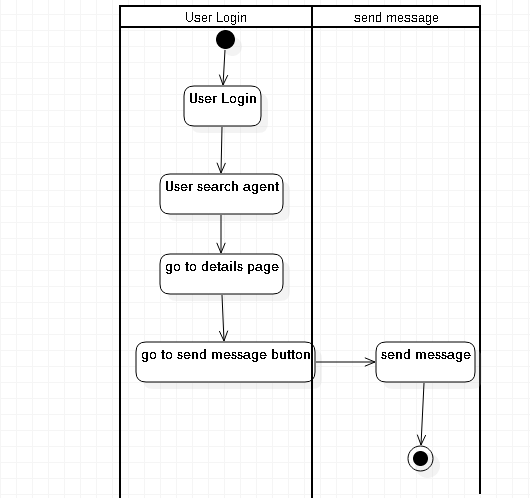 User Login
send message
User Login
User search agent
go to details page
go to send message button
send message